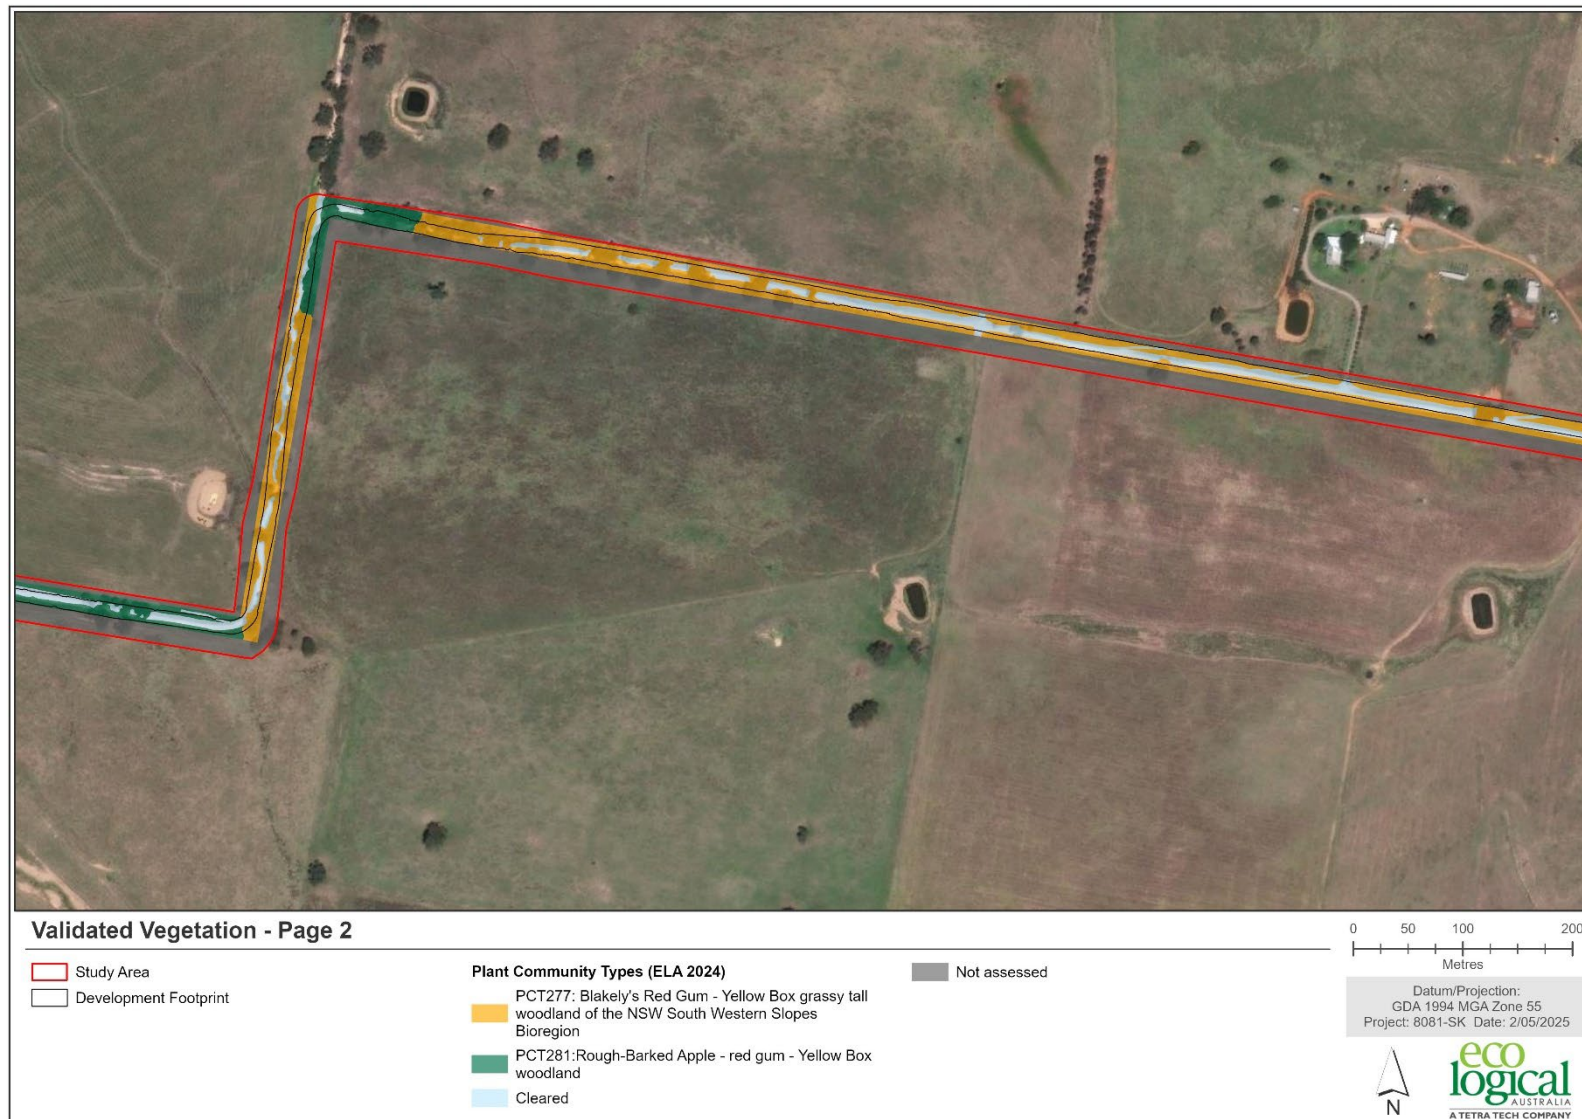 Validated Vegetation - Page 2
Study Area
Development Footprint
Plant Community Types (ELA 2024)
PCT277: Blakely's Red Gum - Yellow Box grassy tall
woodland of the NSW South Western Slopes
Bioregion
PCT281:Rough-Barked Apple - red gum - Yellow Box
woodland
Cleared
Not assessed
0 50 100 200
Metres
Datum/Projection:
GDA 1994 MGA Zone 55
Project: 8081-SK Date: 2/05/2025
N
eco
logical
AUSTRALIA
A TETRA TECH COMPANY